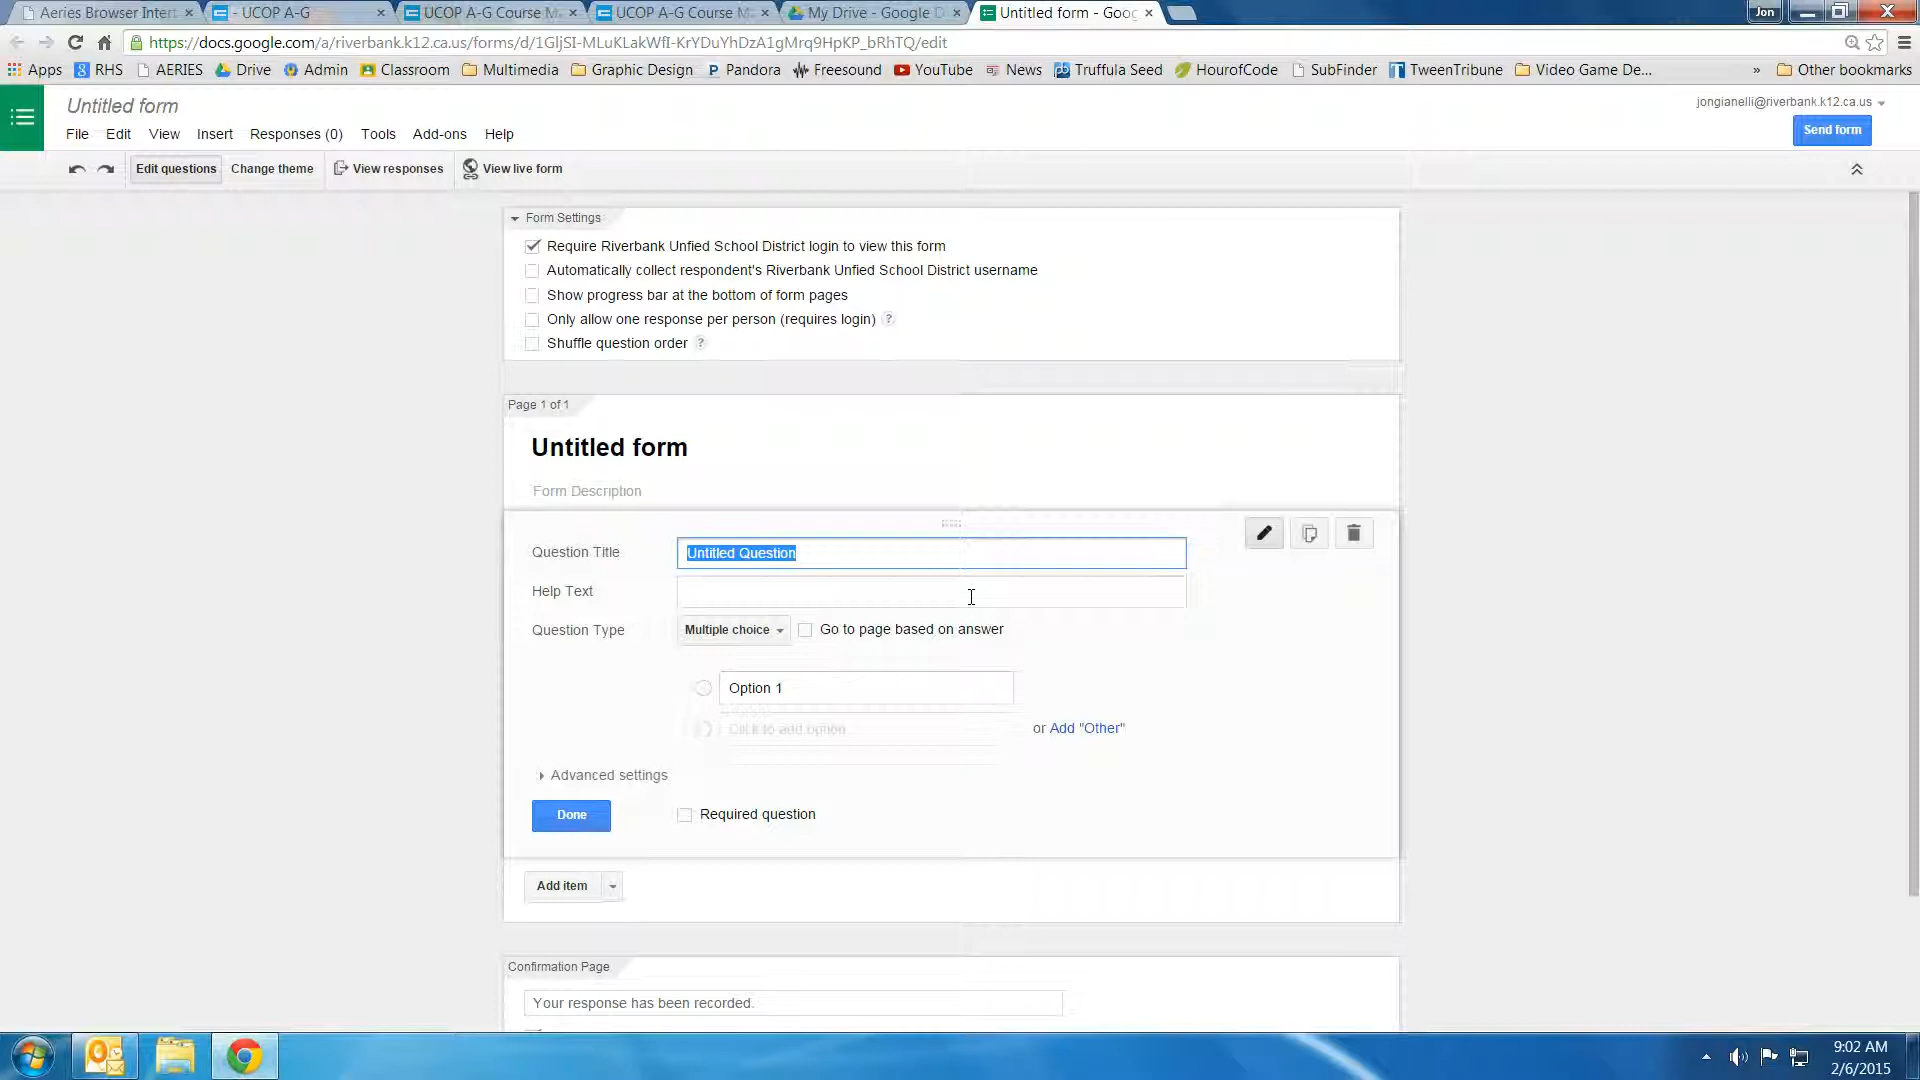 Aeries Browser Inter
- UCOP A-G
UCOP A-G Course M
UCOP A-G Course M
My Drive - Google D
Untitled form - Goog
Jon
https://docs.google.com/a/riverbank.k12.ca.us/forms/d/1GljSI-MLuKLakWfI-KrYDuYhDzA1gMrq9HpKP_bRhTQ/edit
Apps
RHS
AERIES
Drive
Admin
Classroom
Multimedia
Graphic Design
Pandora
Freesound
YouTube
News
Truffula Seed
HourofCode
SubFinder
TweenTribune
Video Game De...
»
Other bookmarks
Untitled form
jongianelli@riverbank.k12.ca.us
File Edit View Insert Responses (0) Tools Add-ons Help
Send form
Edit questions
Change theme
View responses
View live form
Form Settings
Require Riverbank Unfied School District login to view this form
Automatically collect respondent's Riverbank Unfied School District username
Show progress bar at the bottom of form pages
Only allow one response per person (requires login) ?
Shuffle question order ?
Page 1 of 1
Untitled form
Form Description
Question Title
Untitled Question
Help Text
Question Type
Multiple choice
Go to page based on answer
Option 1
Click to add option
or Add "Other"
Advanced settings
Done
Required question
Add item
Confirmation Page
Your response has been recorded.
9:02 AM
2/6/2015